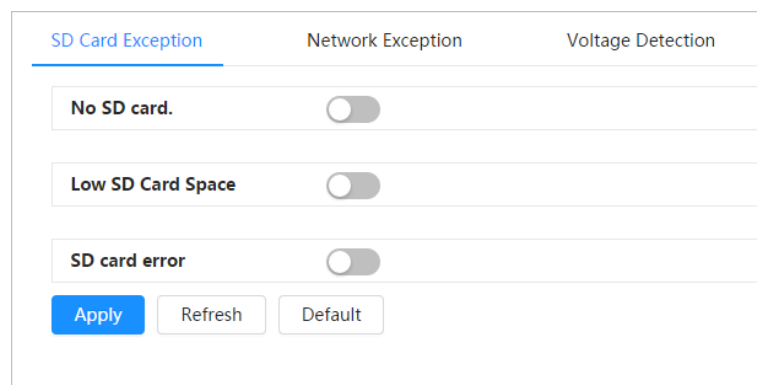 SD Card Exception Network Exception Voltage Detection
No SD card.
Low SD Card Space
SD card error
Apply Refresh Default